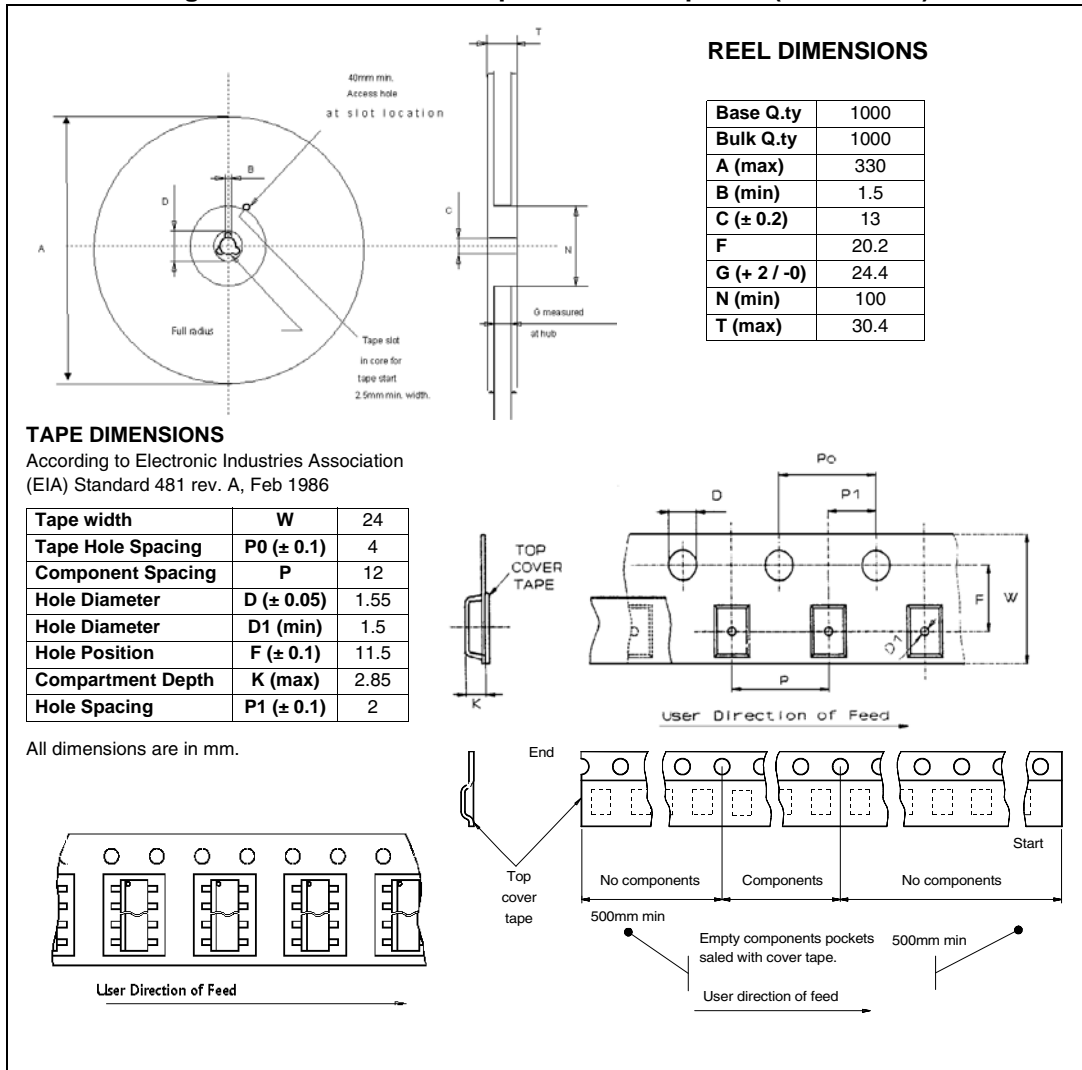 T
40mm min.
Access hole
at slot location
B
D
A
C
N
Full radius
Tape slot
in core for
tape start
2.5mm min. width.
G measured
at hub
REEL DIMENSIONS
Base Q.ty 1000
Bulk Q.ty 1000
A (max) 330
B (min) 1.5
C (± 0.2) 13
F 20.2
G (+ 2 / -0) 24.4
N (min) 100
T (max) 30.4
TAPE DIMENSIONS
According to Electronic Industries Association
(EIA) Standard 481 rev. A, Feb 1986
Tape width W 24
Tape Hole Spacing P0 (± 0.1) 4
Component Spacing P 12
Hole Diameter D (± 0.05) 1.55
Hole Diameter D1 (min) 1.5
Hole Position F (± 0.1) 11.5
Compartment Depth K (max) 2.85
Hole Spacing P1 (± 0.1) 2
All dimensions are in mm.
TOP
COVER
TAPE
K
Po
D
P1
F
W
D1
P
User Direction of Feed
End
Start
Top
cover
tape
No components
Components
No components
500mm min
Empty components pockets
saled with cover tape.
500mm min
User direction of feed
User Direction of Feed